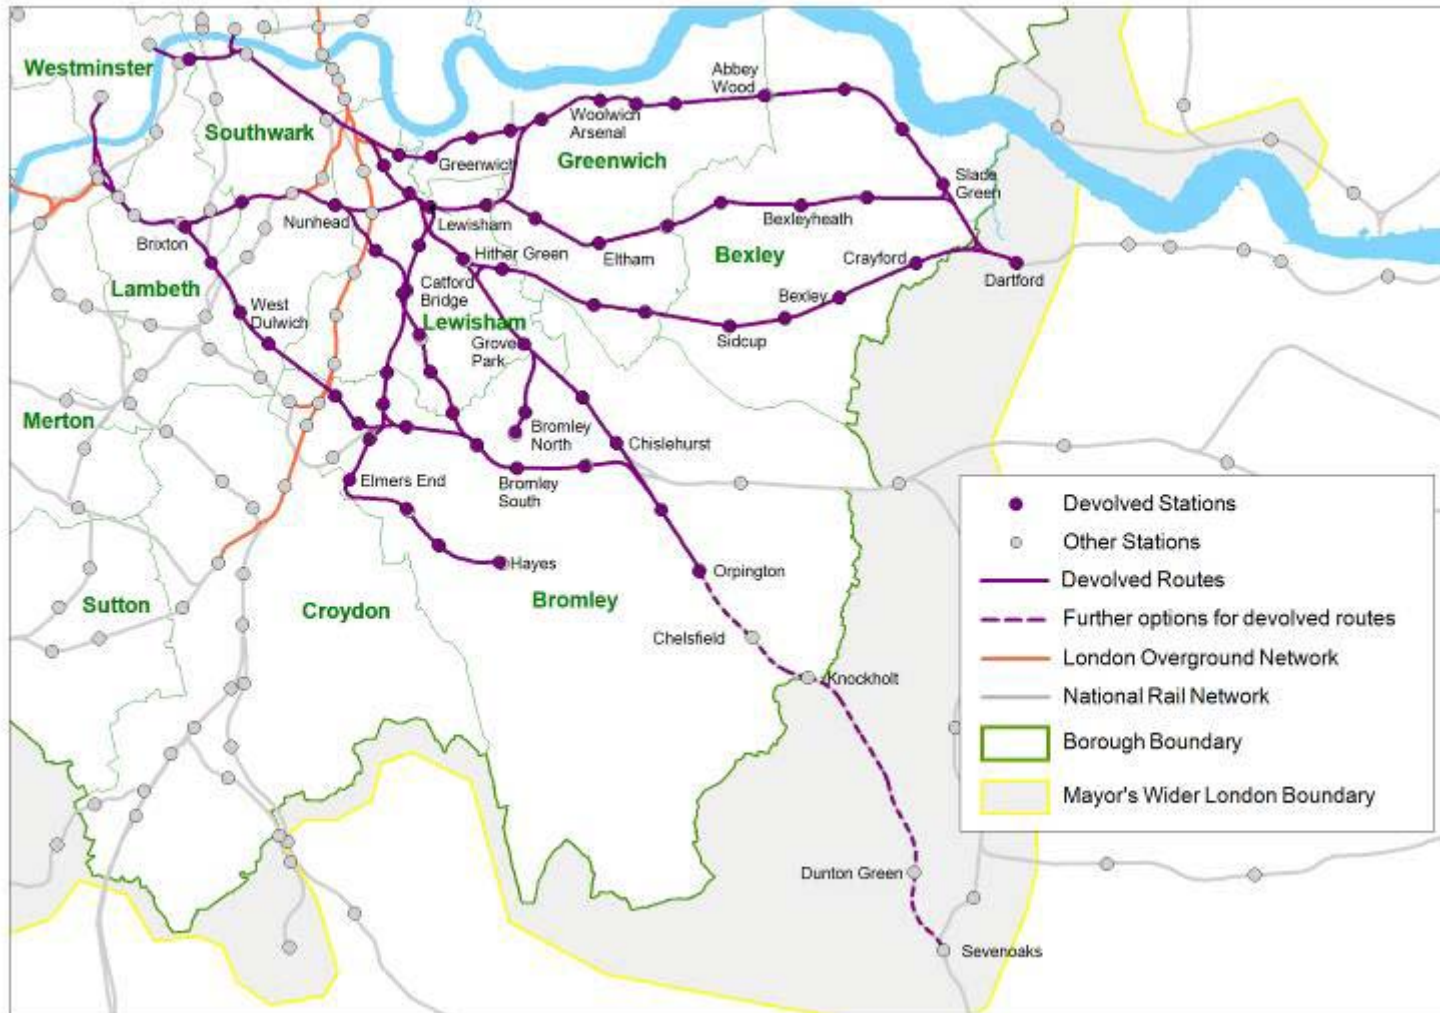 Westminster
Abbey
Wood
Southwark
Woolwich
Arsenal
Greenwich
Greenwich
Slade
Green
Nunhead
Lewisham
Bexleyheath
Brixton
Hither Green
Eltham
Bexley
Crayford
Dartford
Lambeth
Catford
Bridge
Bexley
West
Dulwich
Lewisham
Grove
Park
Sidcup
Merton
Bromley
North
Chislehurst
Elmers End
Bromley
South
Hayes
Orpington
Sutton
Croydon
Bromley
Chelsfield
Knockholt
Dunton Green
Sevenoaks
Devolved Stations
Other Stations
Devolved Routes
Further options for devolved routes
London Overground Network
National Rail Network
Borough Boundary
Mayor's Wider London Boundary